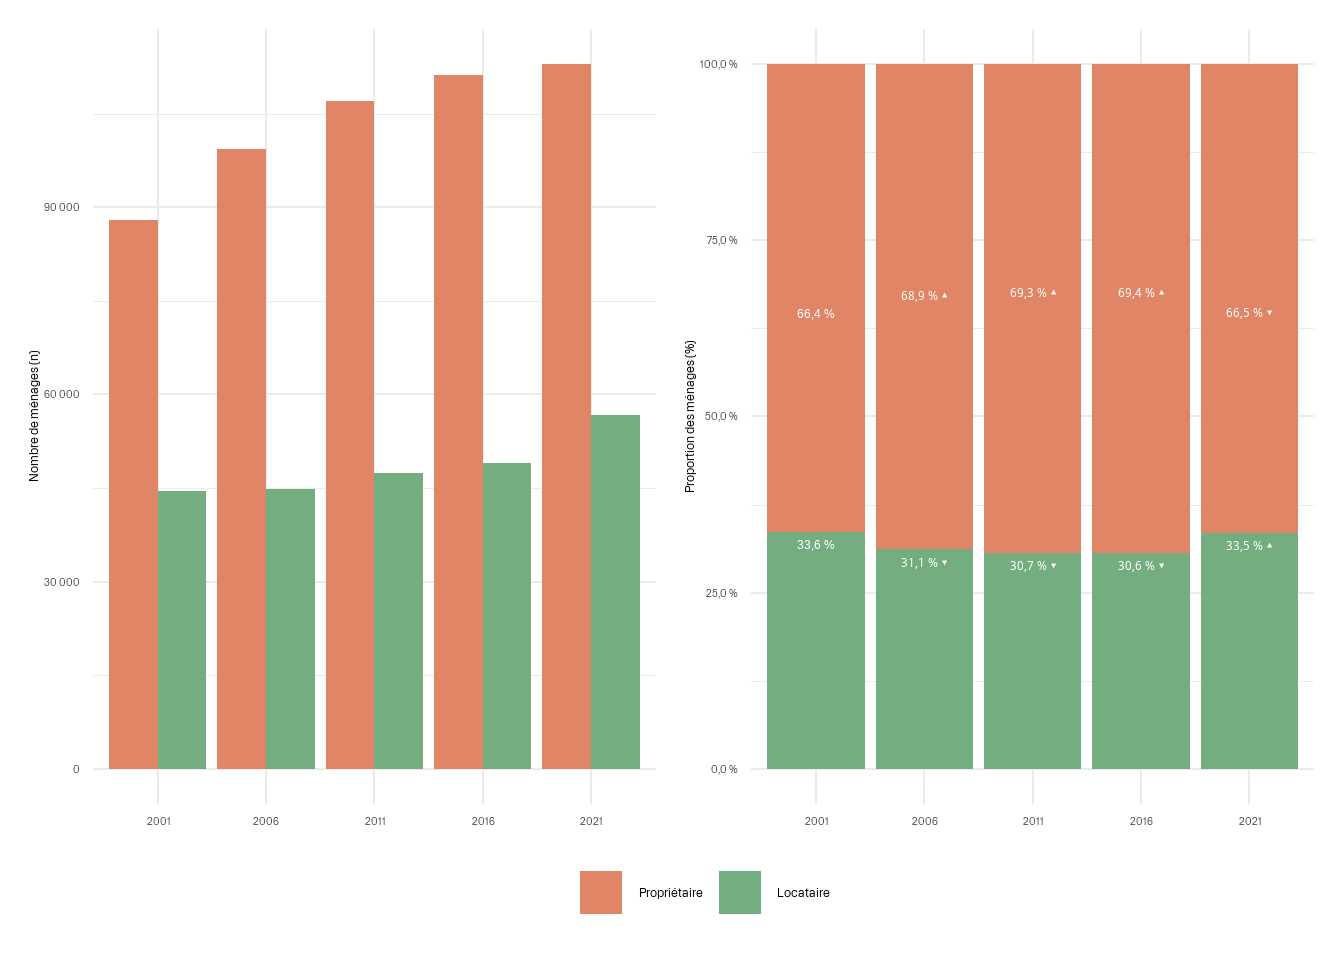 Nombre de ménages (n)
90 000
60 000
30 000
0
2001
2006
2011
2016
2021
Proportion des ménages (%)
100,0 %
75,0 %
50,0 %
25,0 %
0,0 %
66,4 %
68,9 % ▲
69,3 % ▲
69,4 % ▲
66,5 % ▼
33,6 %
31,1 % ▼
30,7 % ▼
30,6 % ▼
33,5 % ▲
2001
2006
2011
2016
2021
Propriétaire
Locataire